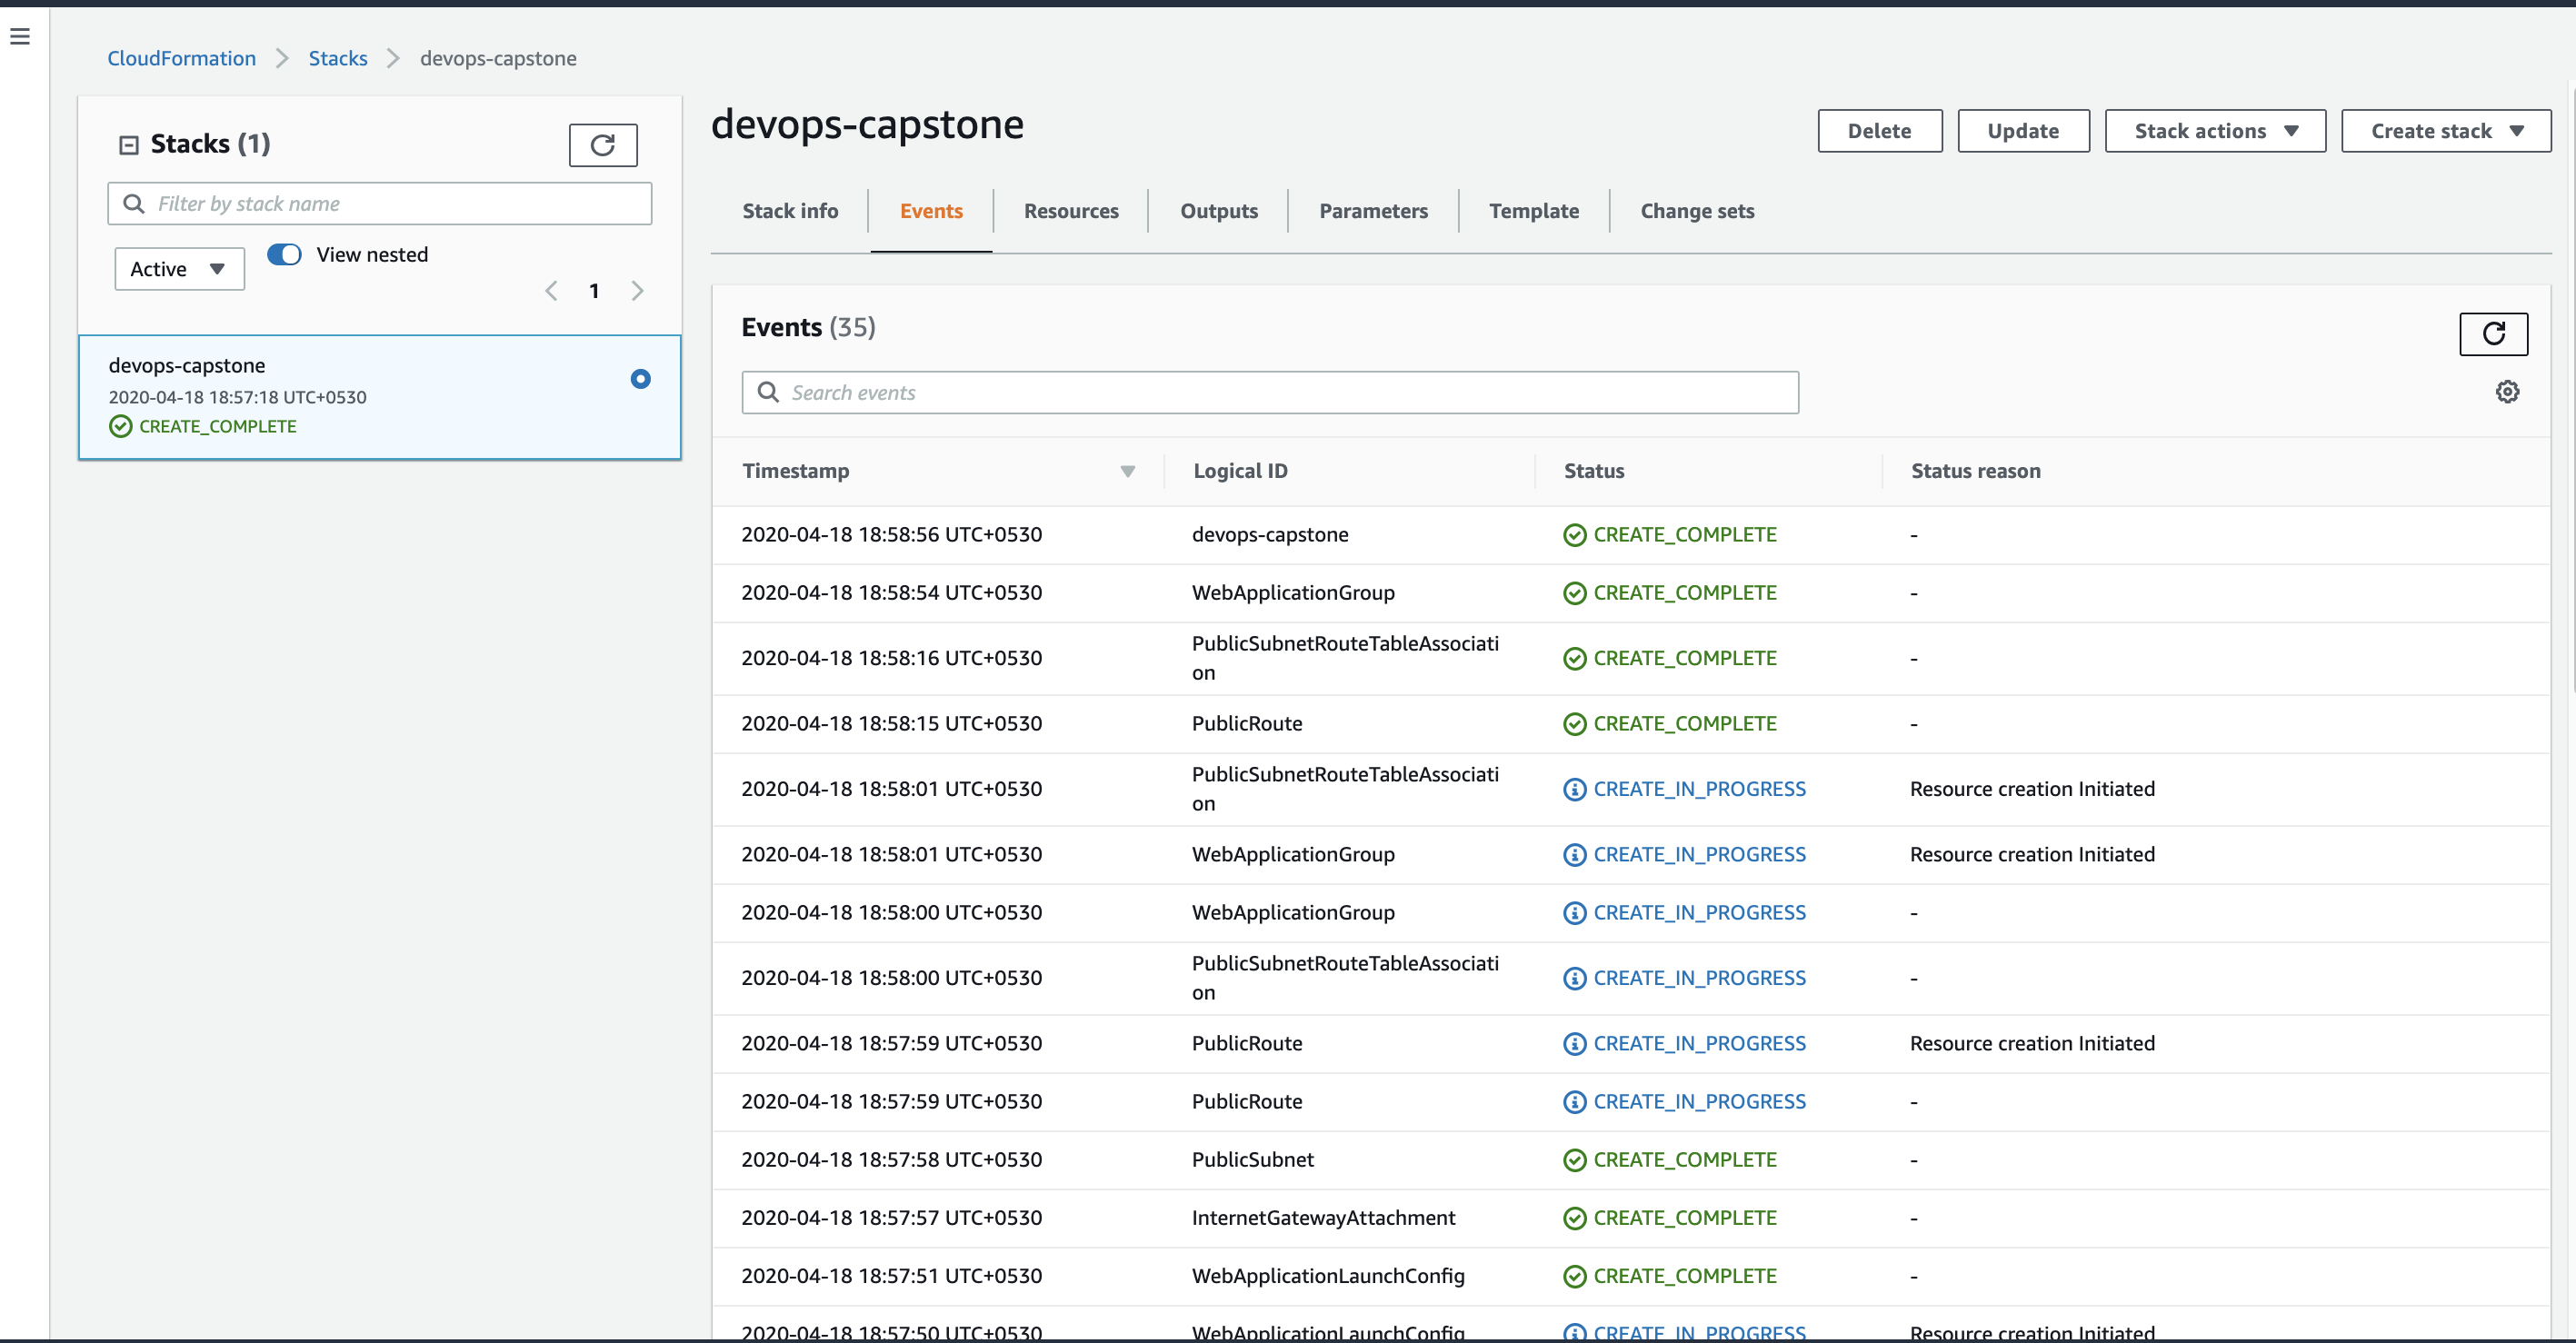 CloudFormation > Stacks > devops-capstone
Stacks (1)
Filter by stack name
Active
View nested
1
devops-capstone
2020-04-18 18:57:18 UTC+0530
CREATE_COMPLETE
devops-capstone
Delete Update Stack actions Create stack
Stack info Events Resources Outputs Parameters Template Change sets
Events (35)
Search events
Timestamp Logical ID Status Status reason
2020-04-18 18:58:56 UTC+0530 devops-capstone CREATE_COMPLETE -
2020-04-18 18:58:54 UTC+0530 WebApplicationGroup CREATE_COMPLETE -
2020-04-18 18:58:16 UTC+0530 PublicSubnetRouteTableAssociati
on CREATE_COMPLETE -
2020-04-18 18:58:15 UTC+0530 PublicRoute CREATE_COMPLETE -
2020-04-18 18:58:01 UTC+0530 PublicSubnetRouteTableAssociati
on CREATE_IN_PROGRESS Resource creation Initiated
2020-04-18 18:58:01 UTC+0530 WebApplicationGroup CREATE_IN_PROGRESS Resource creation Initiated
2020-04-18 18:58:00 UTC+0530 WebApplicationGroup CREATE_IN_PROGRESS -
2020-04-18 18:58:00 UTC+0530 PublicSubnetRouteTableAssociati
on CREATE_IN_PROGRESS -
2020-04-18 18:57:59 UTC+0530 PublicRoute CREATE_IN_PROGRESS Resource creation Initiated
2020-04-18 18:57:59 UTC+0530 PublicRoute CREATE_IN_PROGRESS -
2020-04-18 18:57:58 UTC+0530 PublicSubnet CREATE_COMPLETE -
2020-04-18 18:57:57 UTC+0530 InternetGatewayAttachment CREATE_COMPLETE -
2020-04-18 18:57:51 UTC+0530 WebApplicationLaunchConfig CREATE_COMPLETE -
2020-04-18 18:57:50 UTC+0530 WebApplicationLaunchConfig CREATE_IN_PROGRESS Resource creation Initiated